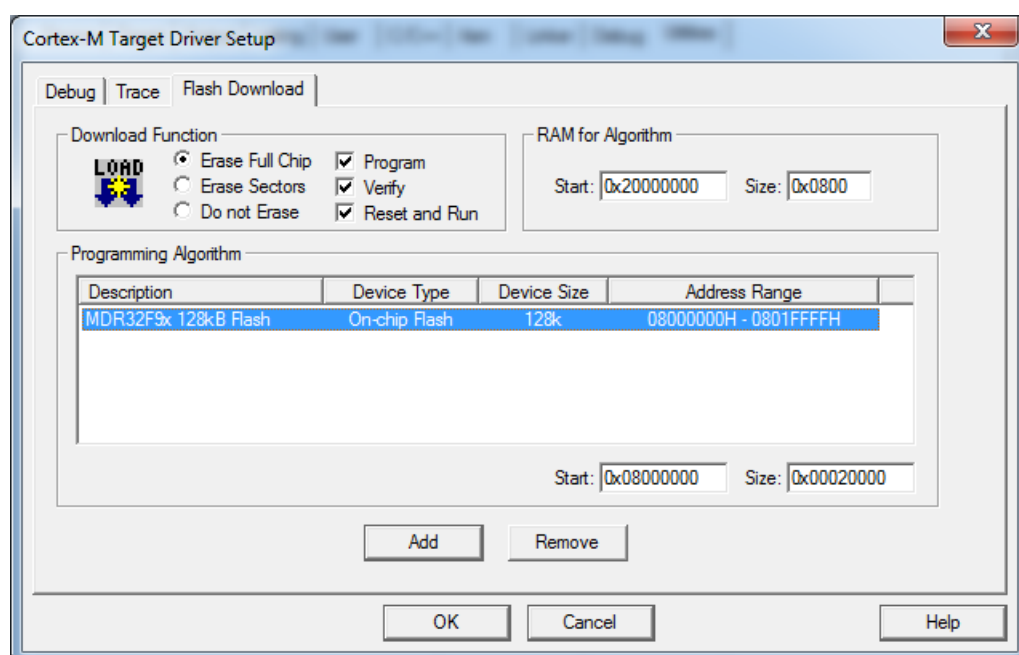 Cortex-M Target Driver Setup
Debug Trace Flash Download
Download Function
LOAD
Erase Full Chip Program
Erase Sectors Verify
Do not Erase Reset and Run
RAM for Algorithm
Start: 0x20000000 Size: 0x0800
Programming Algorithm
Description Device Type Device Size Address Range
MDR32F9x 128kB Flash On-chip Flash 128k 08000000H - 0801FFFFH
Start: 0x08000000 Size: 0x00020000
Add Remove
OK Cancel Help